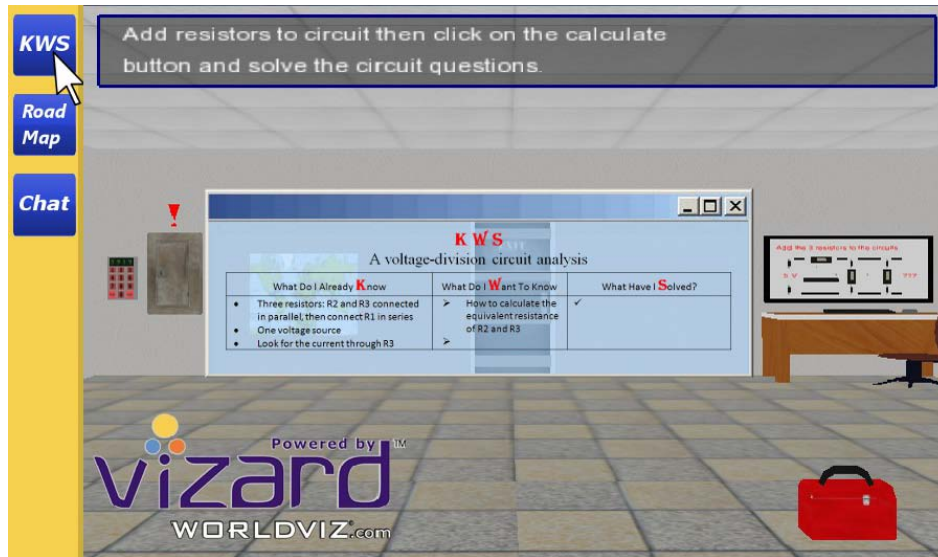 KWS
Road
Map
Chat
Add resistors to circuit then click on the calculate
button and solve the circuit questions.
!
K W S
A voltage-division circuit analysis
What Do I Already Know
What Do I Want To Know
What Have I Solved?
• Three resistors: R2 and R3 connected
in parallel, then connect R1 in series
• One voltage source
• Look for the current through R3
➢ How to calculate the
equivalent resistance
of R2 and R3
➢
✓
Add the 3 resistors to the circuits
5 V
???
Powered by TM
vizard
WORLDVIZ.com